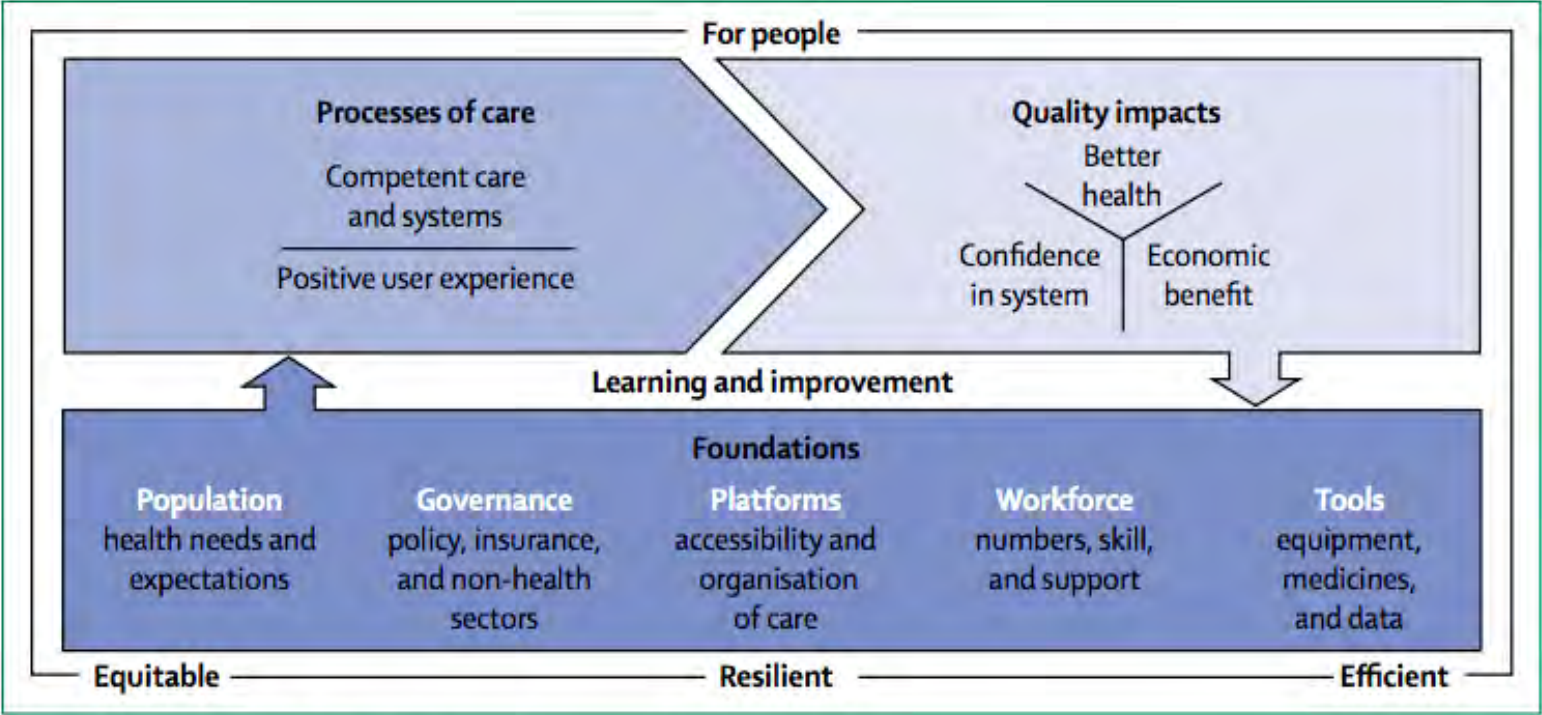 For people
Processes of care
Competent care
and systems
Positive user experience
Quality impacts
Better
health
Confidence
in system
Economic
benefit
Learning and improvement
Foundations
Population
health needs and
expectations
Governance
policy, insurance,
and non-health
sectors
Platforms
accessibility and
organisation
of care
Workforce
numbers, skill,
and support
Tools
equipment,
medicines,
and data
Equitable
Resilient
Efficient